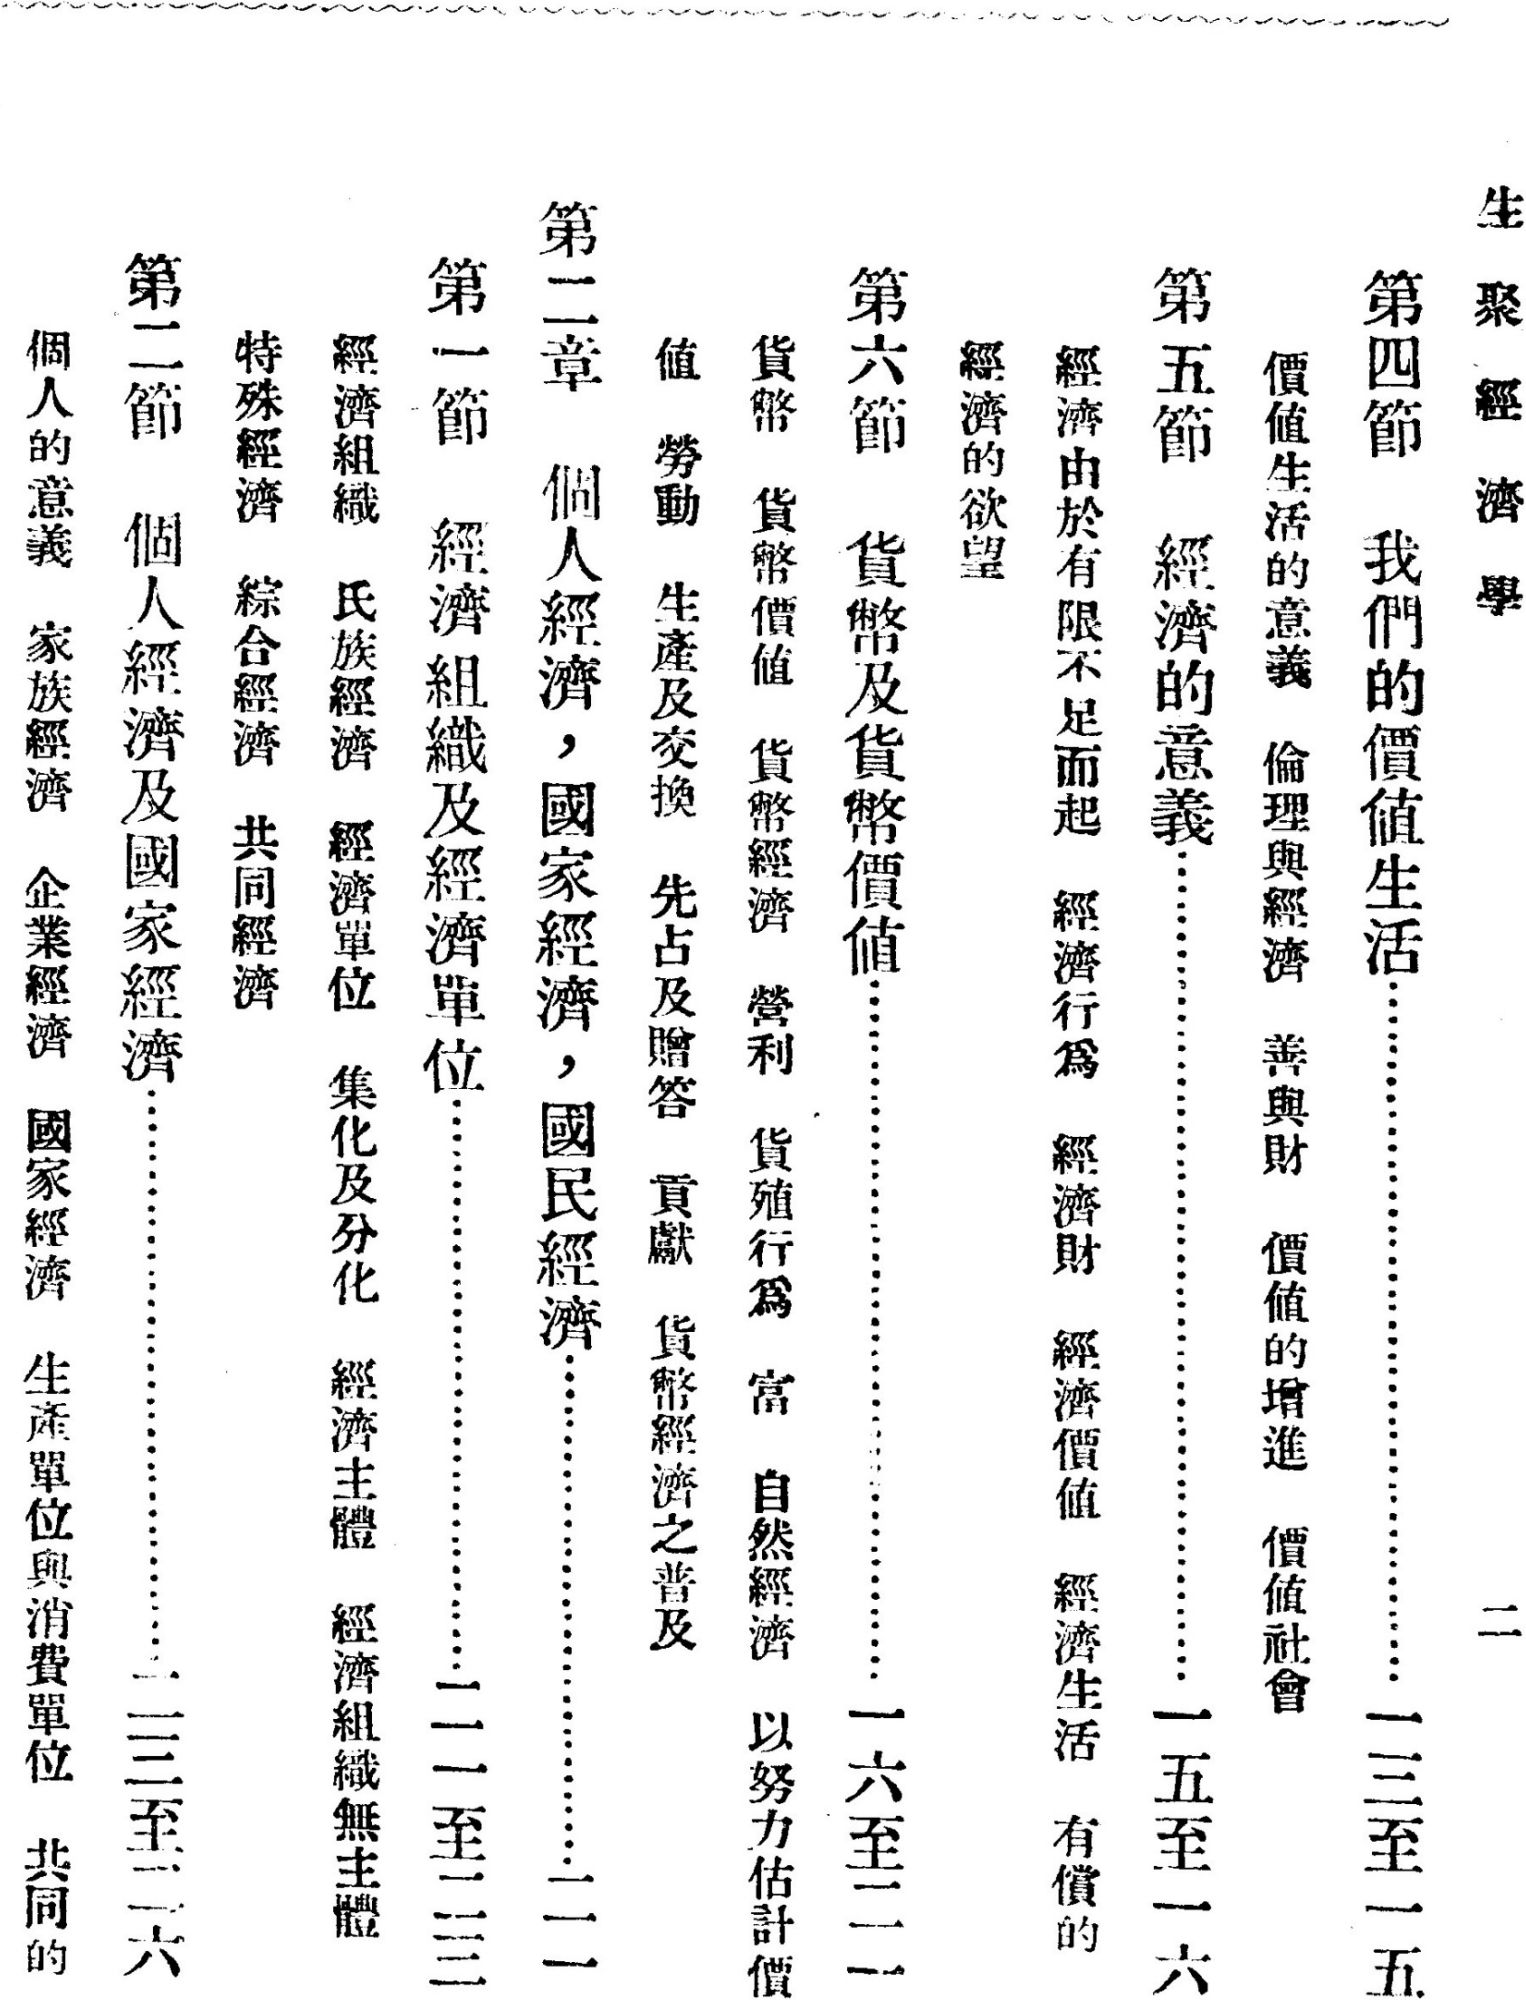 生聚經濟學　二
第四節　我們的價値生活……………………一三至一五
價値生活的意義　倫理與經濟　善與財　價値的增進　價値社會
第五節　經濟的意義……………………一五至一六
經濟由於有限不足而起　經濟行爲　經濟財　經濟價値　經濟生活　有償的
經濟的欲望
第六節　貨幣及貨幣價値……………………一六至二一
貨幣　貨幣價値　貨幣經濟　營利　貨殖行爲　富　自然經濟　以努力估計價
値　勞動　生產及交換　先占及贈答　貢獻　貨幣經濟之普及
第二章　個人經濟，國家經濟，國民經濟……………………二一
第一節　經濟組織及經濟單位……………………二一至二三
經濟組織　氏族經濟　經濟單位　集化及分化　經濟主體　經濟組織無主體
特殊經濟　綜合經濟　共同經濟
第二節　個人經濟及國家經濟……………………二三至二六
個人的意義　家族經濟　企業經濟　國家經濟　生產單位與消費單位　共同的